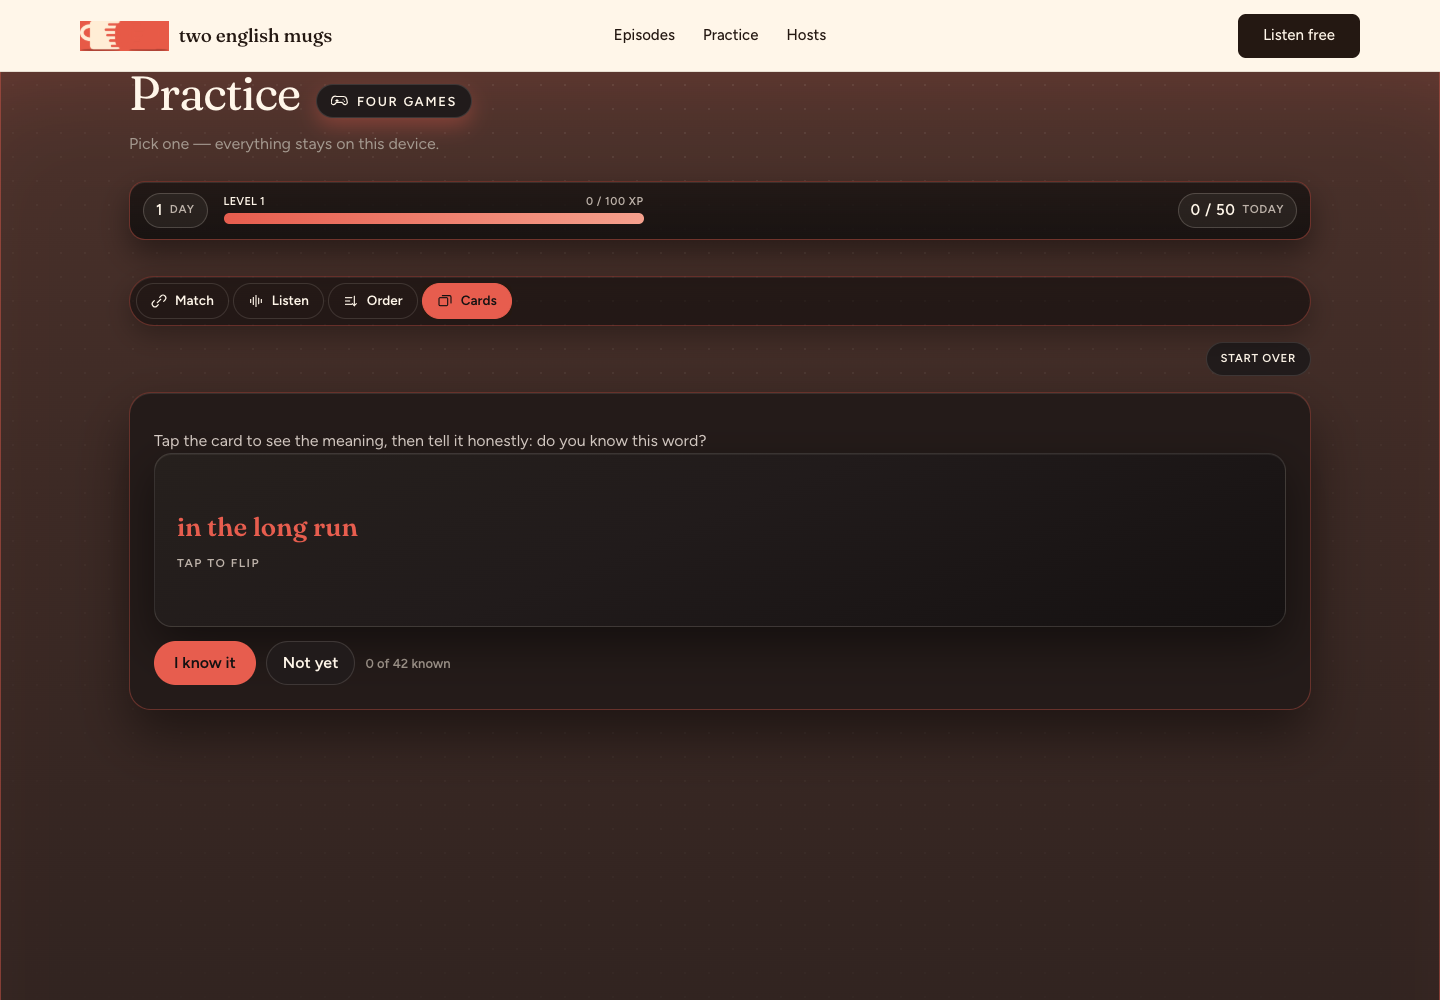 two english mugs
Episodes Practice Hosts
Listen free
Practice
FOUR GAMES
Pick one — everything stays on this device.
1 DAY
LEVEL 1
0 / 100 XP
0 / 50 TODAY
Match
Listen
Order
Cards
START OVER
Tap the card to see the meaning, then tell it honestly: do you know this word?
in the long run
TAP TO FLIP
I know it
Not yet
0 of 42 known